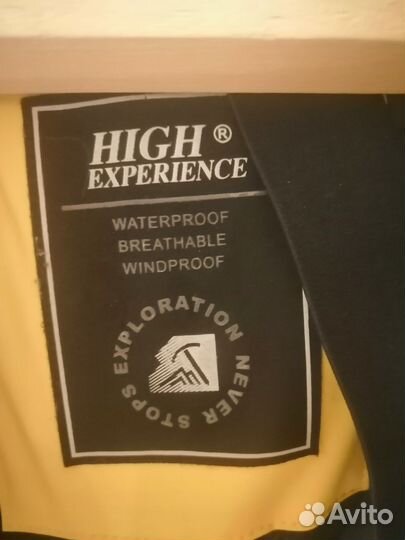 HIGH ®
EXPERIENCE
WATERPROOF
BREATHABLE
WINDPROOF
EXPLORATION NEVER STOPS
Avito